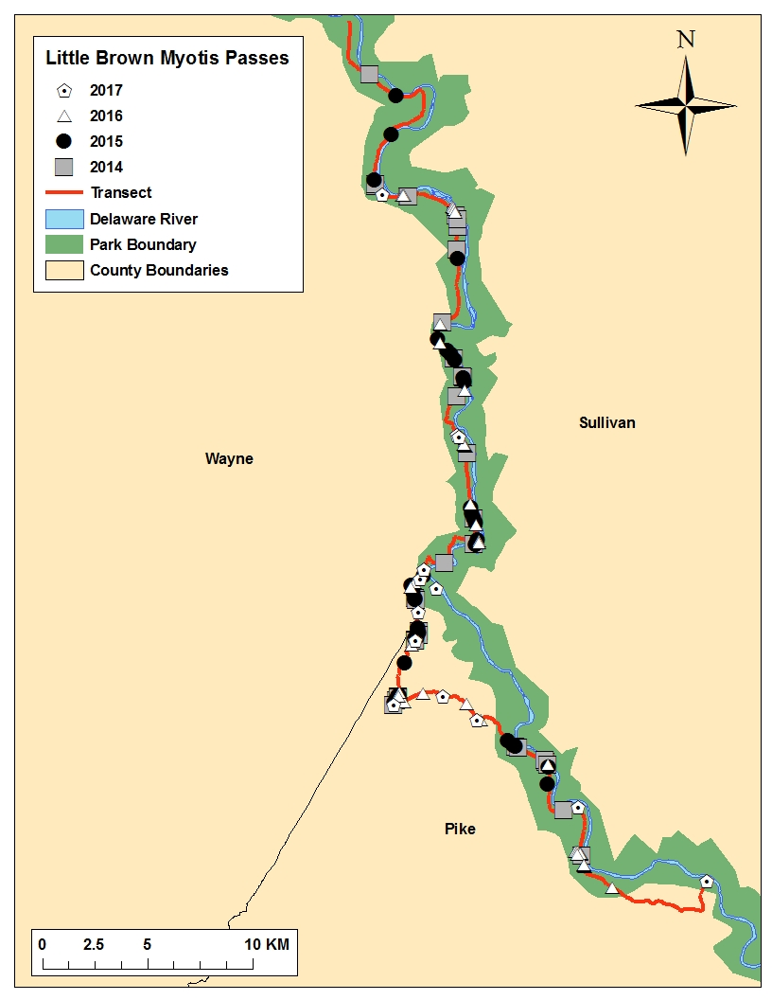 Little Brown Myotis Passes
2017
2016
2015
2014
Transect
Delaware River
Park Boundary
County Boundaries
N
Sullivan
Wayne
Pike
0 2.5 5 10 KM